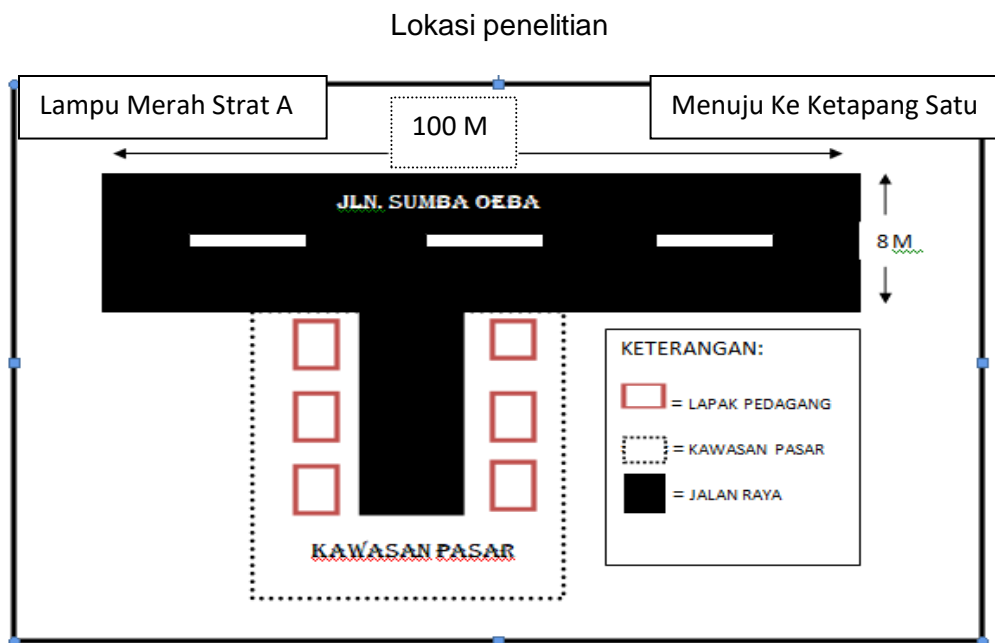 Lokasi penelitian
Lampu Merah Strat A
100 M
Menuju Ke Ketapang Satu
JLN. SUMBA OEBA
8 M
KETERANGAN:
= LAPAK PEDAGANG
= KAWASAN PASAR
= JALAN RAYA
KAWASAN PASAR